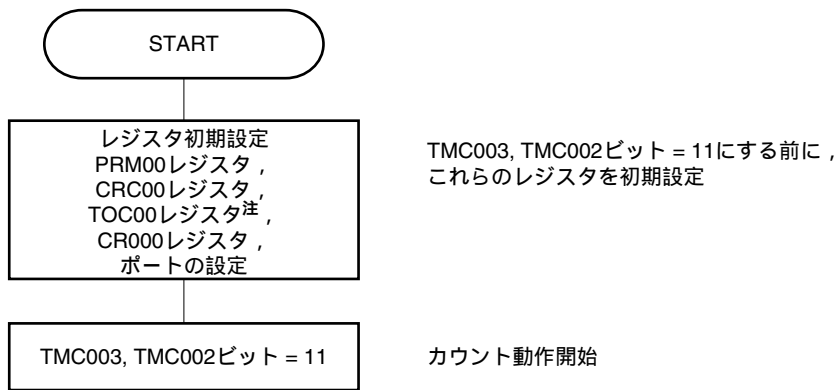 START
レジスタ初期設定
PRM00レジスタ，
CRC00レジスタ，
TOC00レジスタ注，
CR000レジスタ，
ポートの設定
TMC003, TMC002ビット = 11にする前に，
これらのレジスタを初期設定
TMC003, TMC002ビット = 11
カウント動作開始